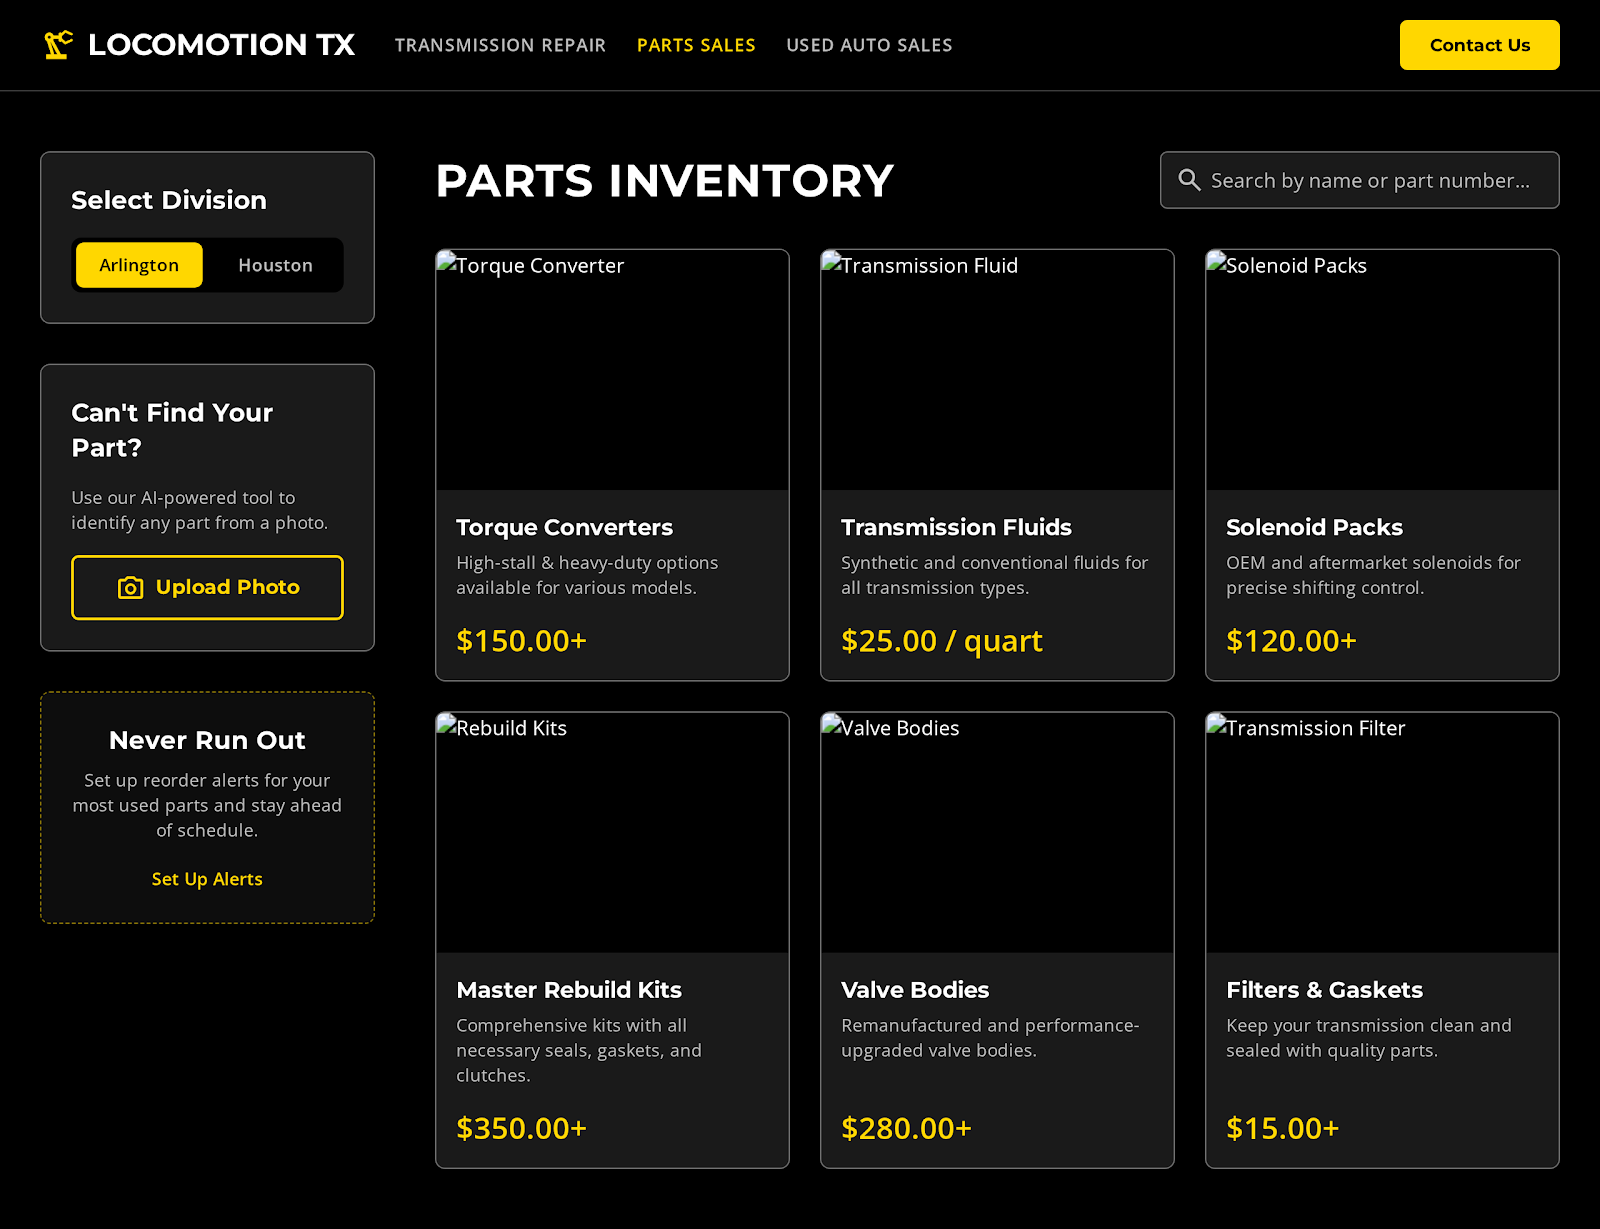 LOCOMOTION TX
TRANSMISSION REPAIR
PARTS SALES
USED AUTO SALES
Contact Us
Select Division
Arlington
Houston
Can't Find Your
Part?
Use our AI-powered tool to
identify any part from a photo.
Upload Photo
Never Run Out
Set up reorder alerts for your
most used parts and stay ahead
of schedule.
Set Up Alerts
PARTS INVENTORY
Search by name or part number...
Torque Converter
Torque Converters
High-stall & heavy-duty options
available for various models.
$150.00+
Transmission Fluid
Transmission Fluids
Synthetic and conventional fluids for
all transmission types.
$25.00 / quart
Solenoid Packs
Solenoid Packs
OEM and aftermarket solenoids for
precise shifting control.
$120.00+
Rebuild Kits
Master Rebuild Kits
Comprehensive kits with all
necessary seals, gaskets, and
clutches.
$350.00+
Valve Bodies
Valve Bodies
Remanufactured and performance-
upgraded valve bodies.
$280.00+
Transmission Filter
Filters & Gaskets
Keep your transmission clean and
sealed with quality parts.
$15.00+